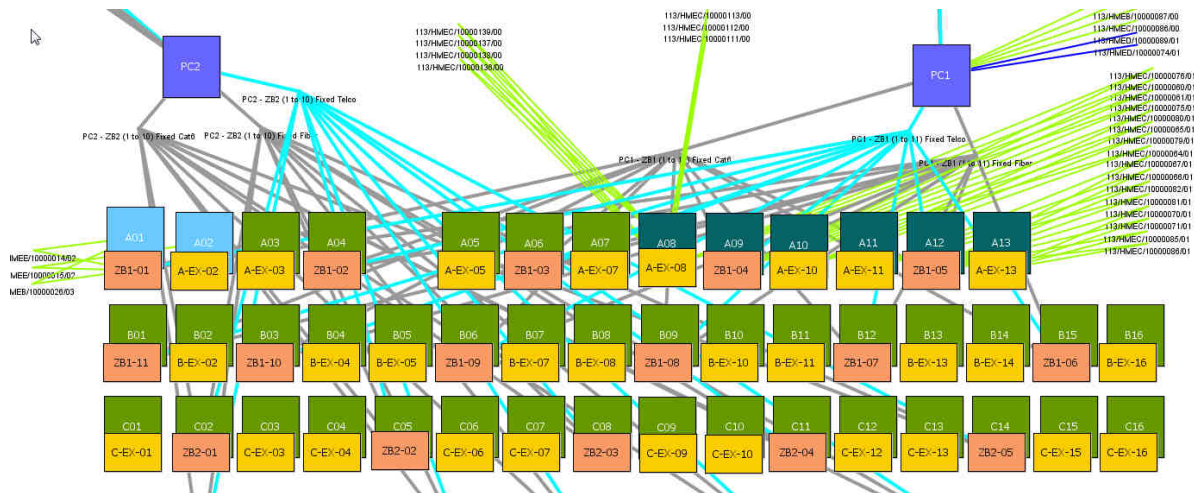 113/HMEC/10000139/00
113/HMEC/10000137/00
113/HMEC/10000138/00
113/HMEC/10000136/00
113/HMEC/10000113/00
113/HMEC/10000112/00
113/HMEC/10000111/00
113/HMEB/10000087/00
113/HMEC/10000086/00
113/HMED/10000089/01
113/HMED/10000074/01
PC2
PC1
113/HMEC/10000076/01
113/HMEC/10000060/01
113/HMEC/10000061/01
113/HMEC/10000075/01
113/HMEC/10000080/01
113/HMEC/10000065/01
113/HMEC/10000079/01
113/HMEC/10000064/01
113/HMEC/10000067/01
113/HMEC/10000066/01
113/HMEC/10000082/01
113/HMEC/10000081/01
113/HMEC/10000070/01
113/HMEC/10000071/01
113/HMEC/10000085/01
113/HMEC/10000086/01
PC2 - ZB2 (1 to 10) Fixed Telco
PC2 - ZB2 (1 to 10) Fixed Cat6
PC2 - ZB2 (1 to 10) Fixed Fiber
PC1 - ZB1 (1 to 11) Fixed Telco
PC1 - ZB1 (1 to 11) Fixed Cat6
PC1 - ZB1 (1 to 11) Fixed Fiber
IMEE/10000014/02
MEE/10000015/02
MEB/10000026/03
A01 A02 A03 A04 A05 A06 A07 A08 A09 A10 A11 A12 A13
ZB1-01 A-EX-02 A-EX-03 ZB1-02 A-EX-05 ZB1-03 A-EX-07 A-EX-08 ZB1-04 A-EX-10 A-EX-11 ZB1-05 A-EX-13
B01 B02 B03 B04 B05 B06 B07 B08 B09 B10 B11 B12 B13 B14 B15 B16
ZB1-11 B-EX-02 ZB1-10 B-EX-04 B-EX-05 ZB1-09 B-EX-07 B-EX-08 ZB1-08 B-EX-10 B-EX-11 ZB1-07 B-EX-13 B-EX-14 ZB1-06 B-EX-16
C01 C02 C03 C04 C05 C06 C07 C08 C09 C10 C11 C12 C13 C14 C15 C16
C-EX-01 ZB2-01 C-EX-03 C-EX-04 ZB2-02 C-EX-06 C-EX-07 ZB2-03 C-EX-09 C-EX-10 ZB2-04 C-EX-12 C-EX-13 ZB2-05 C-EX-15 C-EX-16